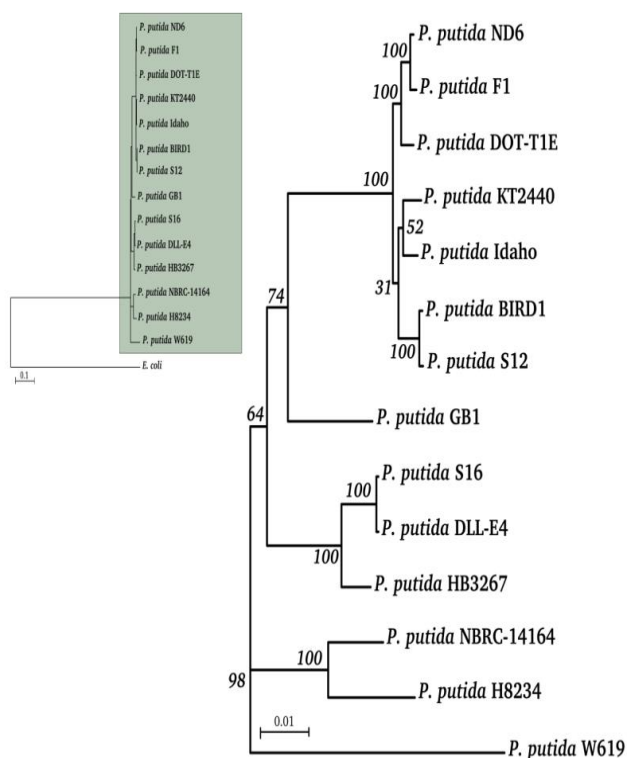 P. putida ND6
P. putida F1
P. putida DOT-T1E
P. putida KT2440
P. putida Idaho
P. putida BIRD1
P. putida S12
P. putida GB1
P. putida S16
P. putida DLL-E4
P. putida HB3267
P. putida NBRC-14164
P. putida H8234
P. putida W619
E. coli
0.1
P. putida ND6
100
P. putida F1
100
P. putida DOT-T1E
100
P. putida KT2440
52
P. putida Idaho
31
P. putida BIRD1
100
P. putida S12
74
P. putida GB1
64
P. putida S16
100
P. putida DLL-E4
100
P. putida HB3267
P. putida NBRC-14164
100
98
P. putida H8234
0.01
P. putida W619